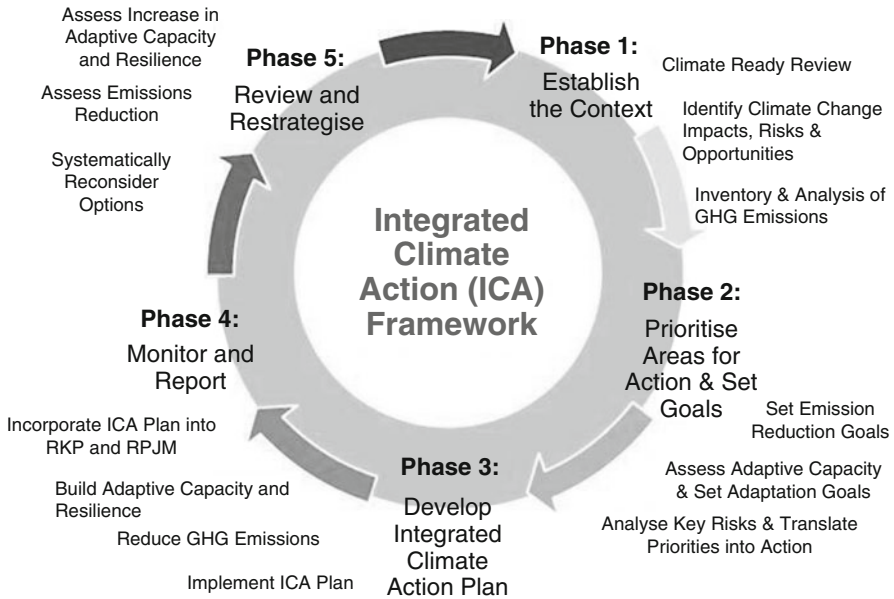 Integrated
Climate
Action (ICA)
Framework
Phase 1:
Establish
the Context
Climate Ready Review
Identify Climate Change
Impacts, Risks &
Opportunities
Inventory & Analysis of
GHG Emissions
Phase 2:
Prioritise
Areas for
Action & Set
Goals
Set Emission
Reduction Goals
Assess Adaptive Capacity
& Set Adaptation Goals
Analyse Key Risks & Translate
Priorities into Action
Phase 3:
Develop
Integrated
Climate
Action Plan
Implement ICA Plan
Reduce GHG Emissions
Build Adaptive Capacity and
Resilience
Incorporate ICA Plan into
RKP and RPJM
Phase 4:
Monitor and
Report
Systematically
Reconsider
Options
Assess Emissions
Reduction
Assess Increase in
Adaptive Capacity
and Resilience
Phase 5:
Review and
Restrategise